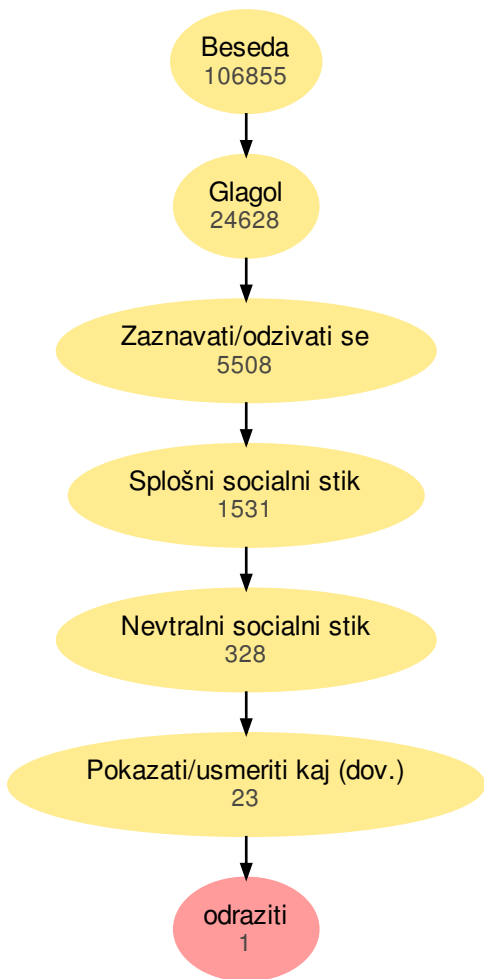 Beseda
106855
Glagol
24628
Zaznavati/odzivati se
5508
Splošni socialni stik
1531
Nevtralni socialni stik
328
Pokazati/usmeriti kaj (dov.)
23
odraziti
1